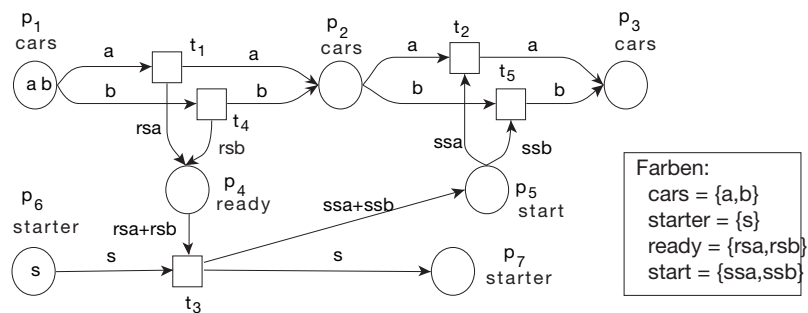 p1
cars
a b
a
b
t1
t4
a
b
rsa
rsb
p2
cars
a
b
t2
t5
a
b
ssa
ssb
p3
cars
p4
ready
p5
start
p6
starter
s
s
rsa+rsb
t3
ssa+ssb
s
p7
starter
Farben:
cars = {a,b}
starter = {s}
ready = {rsa,rsb}
start = {ssa,ssb}